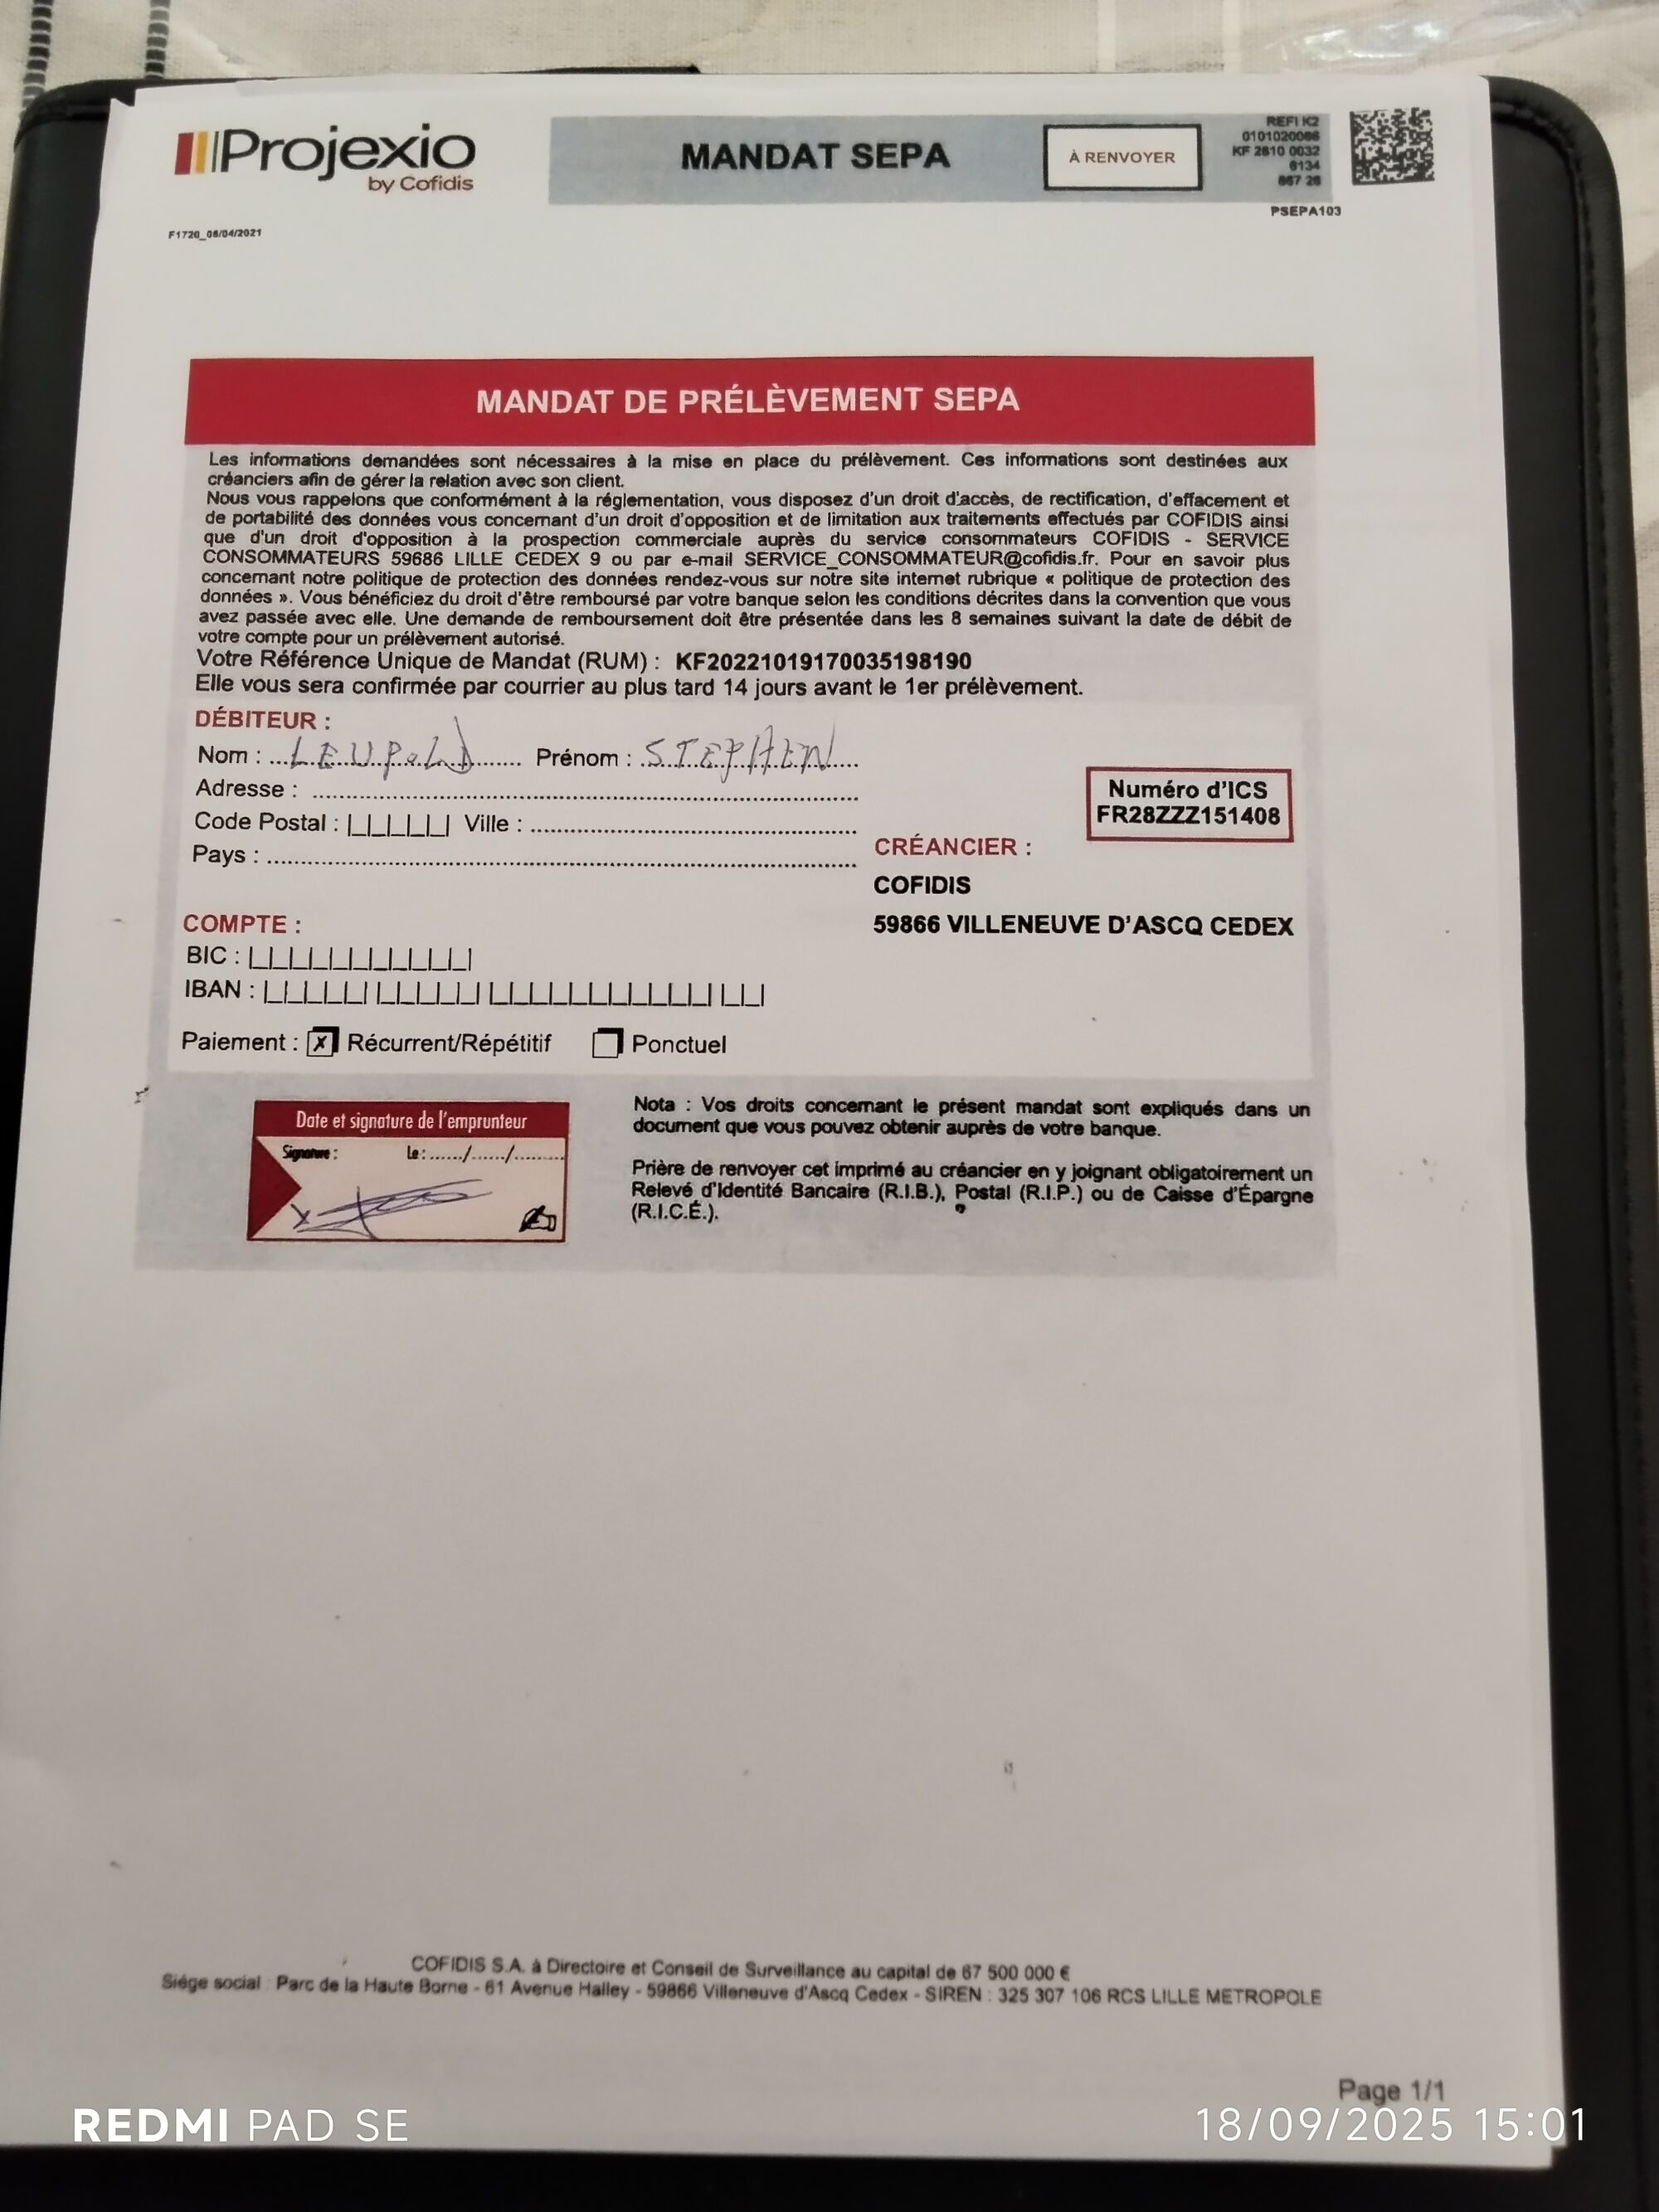 Projexio
by Cofidis
MANDAT SEPA
À RENVOYER
REFI K2
0101020086
KF 2810 0032
8134
867 26
PSEPA103
F1720_08/04/2021
MANDAT DE PRÉLÈVEMENT SEPA
Les informations demandées sont nécessaires à la mise en place du prélèvement. Ces informations sont destinées aux
créanciers afin de gérer la relation avec son client.
Nous vous rappelons que conformément à la réglementation, vous disposez d'un droit d'accès, de rectification, d'effacement et
de portabilité des données vous concernant d'un droit d'opposition et de limitation aux traitements effectués par COFIDIS ainsi
que d'un droit d'opposition à la prospection commerciale auprès du service consommateurs COFIDIS - SERVICE
CONSOMMATEURS 59686 LILLE CEDEX 9 ou par e-mail SERVICE_CONSOMMATEUR@cofidis.fr. Pour en savoir plus
concernant notre politique de protection des données rendez-vous sur notre site internet rubrique « politique de protection des
données ». Vous bénéficiez du droit d'être remboursé par votre banque selon les conditions décrites dans la convention que vous
avez passée avec elle. Une demande de remboursement doit être présentée dans les 8 semaines suivant la date de débit de
votre compte pour un prélèvement autorisé.
Votre Référence Unique de Mandat (RUM) : KF20221019170035198190
Elle vous sera confirmée par courrier au plus tard 14 jours avant le 1er prélèvement.
DÉBITEUR :
Nom : LEUPOLD Prénom : STEPHEN
Adresse :
Code Postal : Ville :
Pays :
Numéro d'ICS
FR28ZZZ151408
CRÉANCIER :
COFIDIS
59866 VILLENEUVE D'ASCQ CEDEX
COMPTE :
BIC :
IBAN :
Paiement : x Récurrent/Répétitif Ponctuel
Date et signature de l'emprunteur
Signature : Le : ....../....../.........
Nota : Vos droits concernant le présent mandat sont expliqués dans un
document que vous pouvez obtenir auprès de votre banque.
Prière de renvoyer cet imprimé au créancier en y joignant obligatoirement un
Relevé d'Identité Bancaire (R.I.B.), Postal (R.I.P.) ou de Caisse d'Épargne
(R.I.C.É.).
COFIDIS S.A. à Directoire et Conseil de Surveillance au capital de 67 500 000 €
Siége social : Parc de la Haute Borne - 61 Avenue Halley - 59866 Villeneuve d'Ascq Cedex - SIREN : 325 307 106 RCS LILLE METROPOLE
Page 1/1
REDMI PAD SE
18/09/2025 15:01